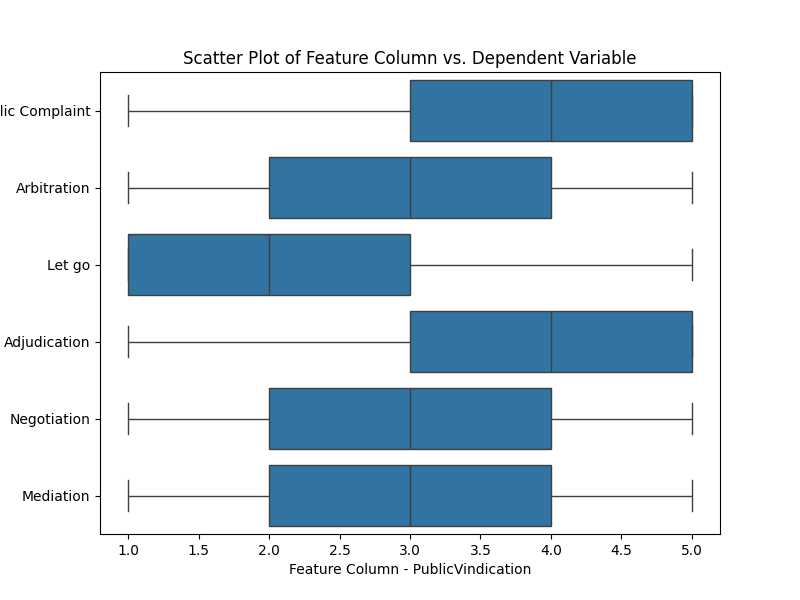 Scatter Plot of Feature Column vs. Dependent Variable
lic Complaint
Arbitration
Let go
Adjudication
Negotiation
Mediation
1.0 1.5 2.0 2.5 3.0 3.5 4.0 4.5 5.0
Feature Column - PublicVindication